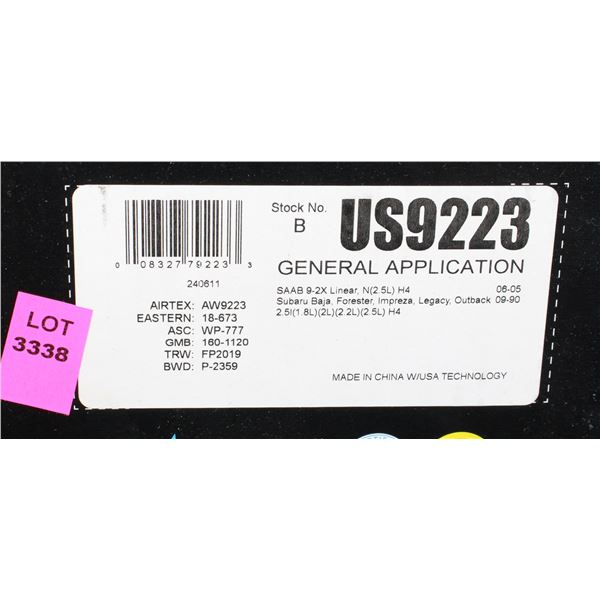 0 08327 79223 3
240611
AIRTEX: AW9223
EASTERN: 18-673
ASC: WP-777
GMB: 160-1120
TRW: FP2019
BWD: P-2359
Stock No. US9223
B
GENERAL APPLICATION
SAAB 9-2X Linear, N(2.5L) H4 06-05
Subaru Baja, Forester, Impreza, Legacy, Outback 09-90
2.5I(1.8L)(2L)(2.2L)(2.5L) H4
MADE IN CHINA W/USA TECHNOLOGY
LOT
3338